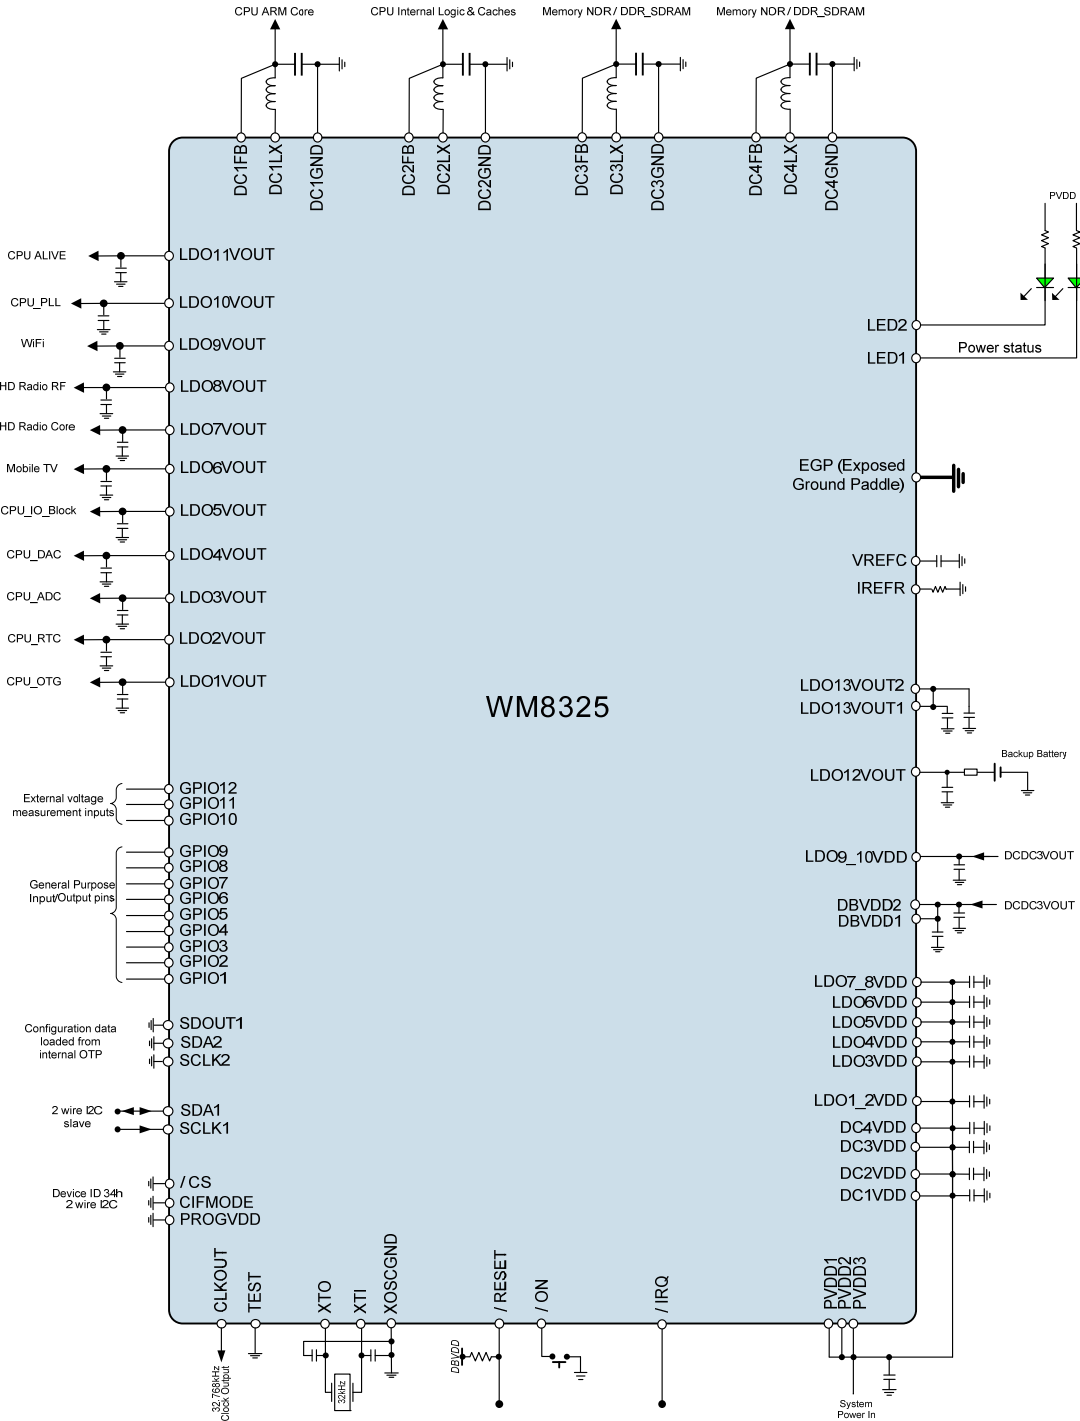 CPU ARM Core
CPU Internal Logic & Caches
Memory NOR / DDR_SDRAM
Memory NOR / DDR_SDRAM
DC1FB
DC1LX
DC1GND
DC2FB
DC2LX
DC2GND
DC3FB
DC3LX
DC3GND
DC4FB
DC4LX
DC4GND
PVDD
CPU ALIVE
LDO11VOUT
CPU_PLL
LDO10VOUT
WiFi
LDO9VOUT
HD Radio RF
LDO8VOUT
HD Radio Core
LDO7VOUT
Mobile TV
LDO6VOUT
CPU_IO_Block
LDO5VOUT
CPU_DAC
LDO4VOUT
CPU_ADC
LDO3VOUT
CPU_RTC
LDO2VOUT
CPU_OTG
LDO1VOUT
LED2
LED1
Power status
EGP (Exposed
Ground Paddle)
VREFC
IREFR
WM8325
LDO13VOUT2
LDO13VOUT1
LDO12VOUT
Backup Battery
LDO9_10VDD
DCDC3VOUT
DBVDD2
DBVDD1
DCDC3VOUT
LDO7_8VDD
LDO6VDD
LDO5VDD
LDO4VDD
LDO3VDD
LDO1_2VDD
DC4VDD
DC3VDD
DC2VDD
DC1VDD
External voltage
measurement inputs
GPIO12
GPIO11
GPIO10
General Purpose
Input/Output pins
GPIO9
GPIO8
GPIO7
GPIO6
GPIO5
GPIO4
GPIO3
GPIO2
GPIO1
Configuration data
loaded from
internal OTP
SDOUT1
SDA2
SCLK2
2 wire I2C
slave
SDA1
SCLK1
Device ID 34h
2 wire I2C
/ CS
CIFMODE
PROGVDD
CLKOUT
TEST
XTO
XTI
XOSCGND
/ RESET
/ ON
/ IRQ
PVDD1
PVDD2
PVDD3
32.768kHz
Clock Output
32kHz
DBVDD
System
Power In